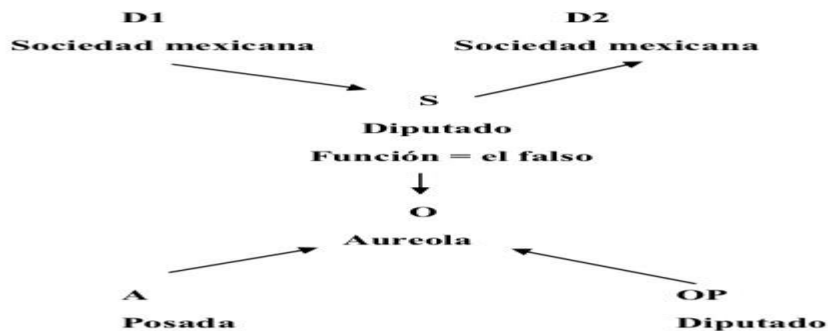 D1 D2
Sociedad mexicana Sociedad mexicana
S
Diputado
Función = el falso
O
Aureola
A OP
Posada Diputado